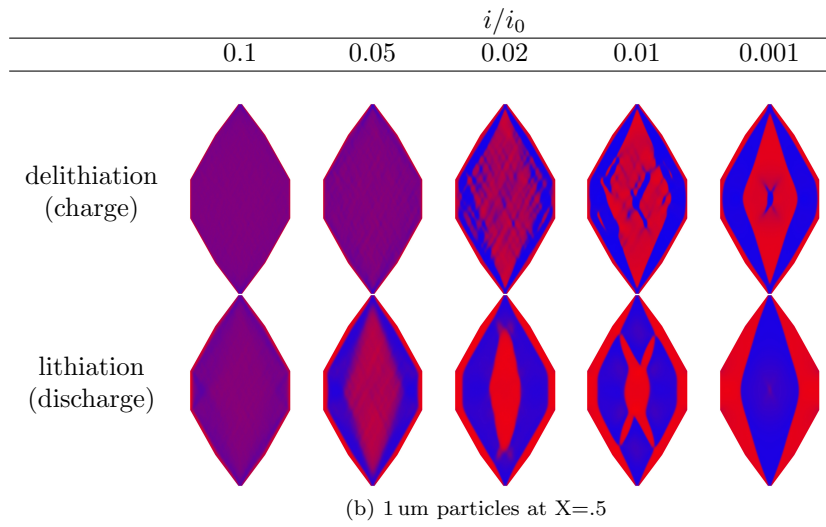 i/i₀
0.1 0.05 0.02 0.01 0.001
delithiation
(charge)
lithiation
(discharge)
(b) 1 um particles at X=.5